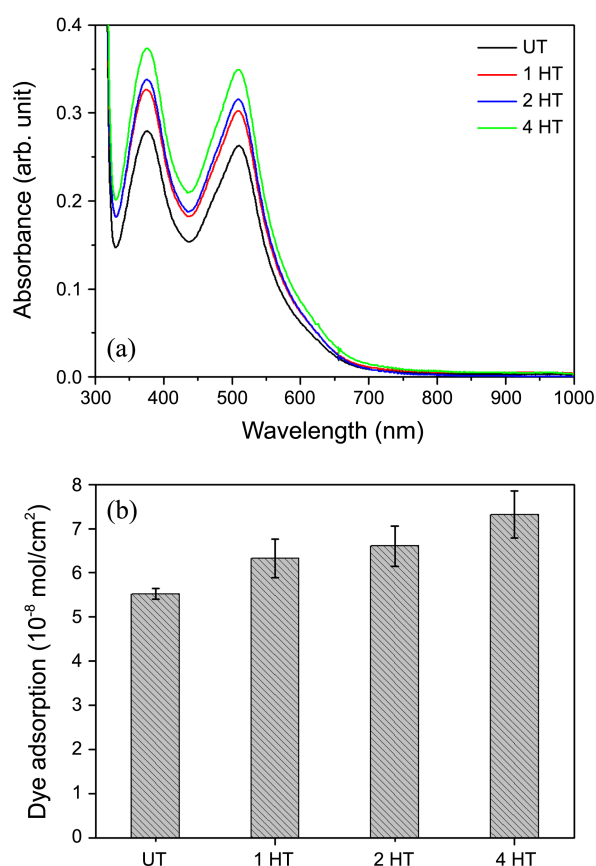 0.4
0.3
0.2
0.1
0.0
Absorbance (arb. unit)
UT
1 HT
2 HT
4 HT
(a)
300 400 500 600 700 800 900 1000
Wavelength (nm)
8
7
6
5
4
3
2
1
0
Dye adsorption (10⁻⁸ mol/cm²)
(b)
UT 1 HT 2 HT 4 HT